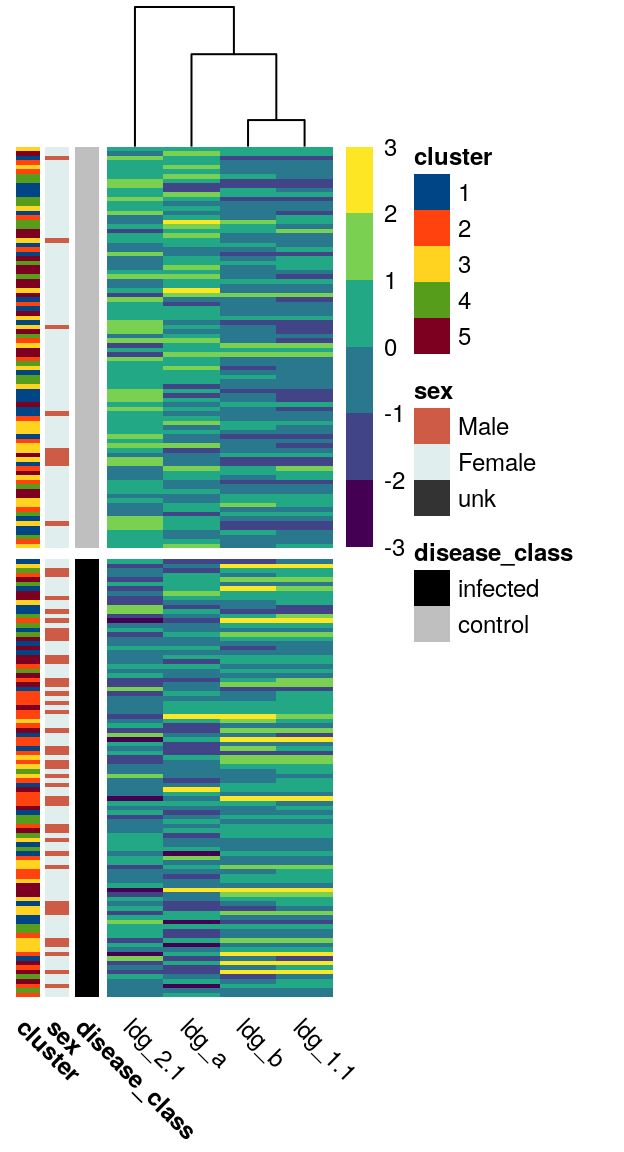 3
2
1
0
-1
-2
-3
cluster
1
2
3
4
5
sex
Male
Female
unk
disease_class
infected
control
cluster
sex
disease_class
ldg_2.1
ldg_a
ldg_b
ldg_1.1